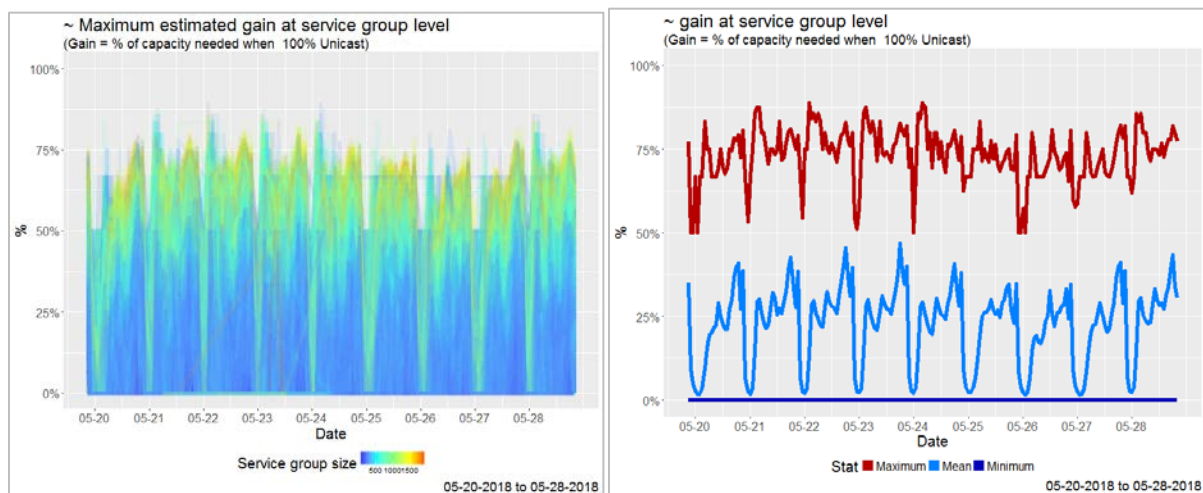 ~ Maximum estimated gain at service group level
(Gain = % of capacity needed when 100% Unicast)
100%
75%
50%
25%
0%
%
05-20 05-21 05-22 05-23 05-24 05-25 05-26 05-27 05-28
Date
Service group size
500 10001500
05-20-2018 to 05-28-2018
~ gain at service group level
(Gain = % of capacity needed when 100% Unicast)
100%
75%
50%
25%
0%
%
05-20 05-21 05-22 05-23 05-24 05-25 05-26 05-27 05-28
Date
Stat Maximum Mean Minimum
05-20-2018 to 05-28-2018